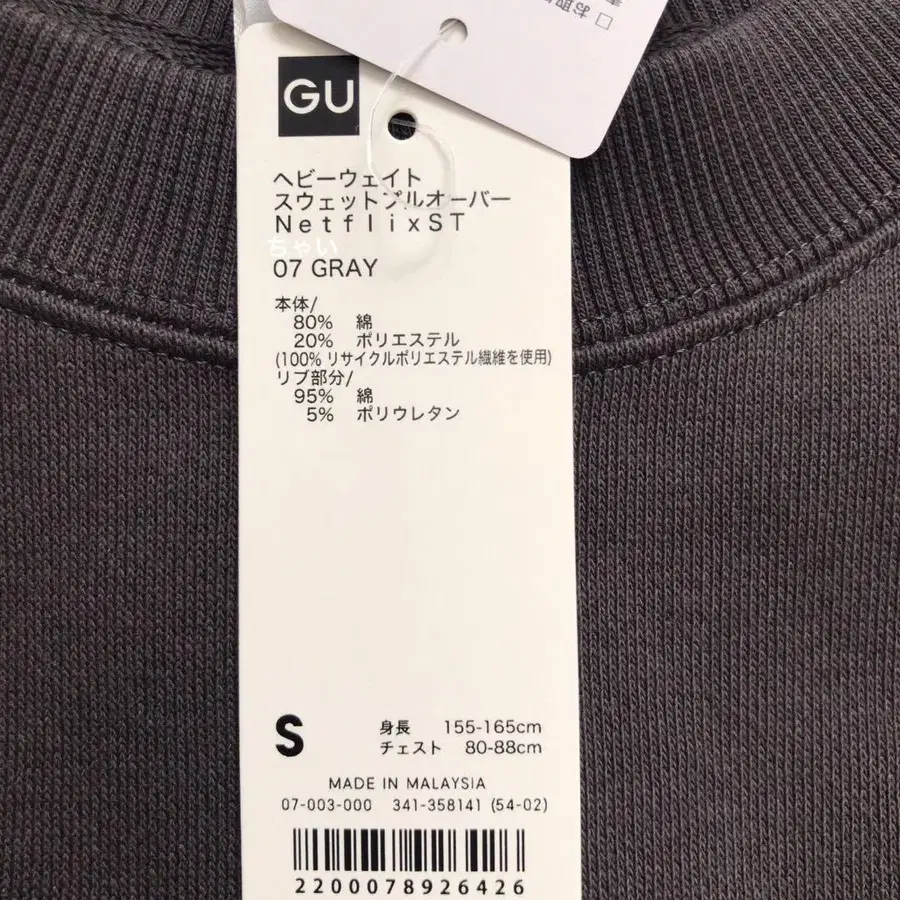 □お取
GU
ヘビーウェイト
スウェットプルオーバー
NetflixST
ちゃい
07 GRAY
本体/
80% 綿
20% ポリエステル
(100% リサイクルポリエステル繊維を使用)
リブ部分/
95% 綿
5% ポリウレタン
S 身長 155-165cm
チェスト 80-88cm
MADE IN MALAYSIA
07-003-000 341-358141 (54-02)
2200078926426